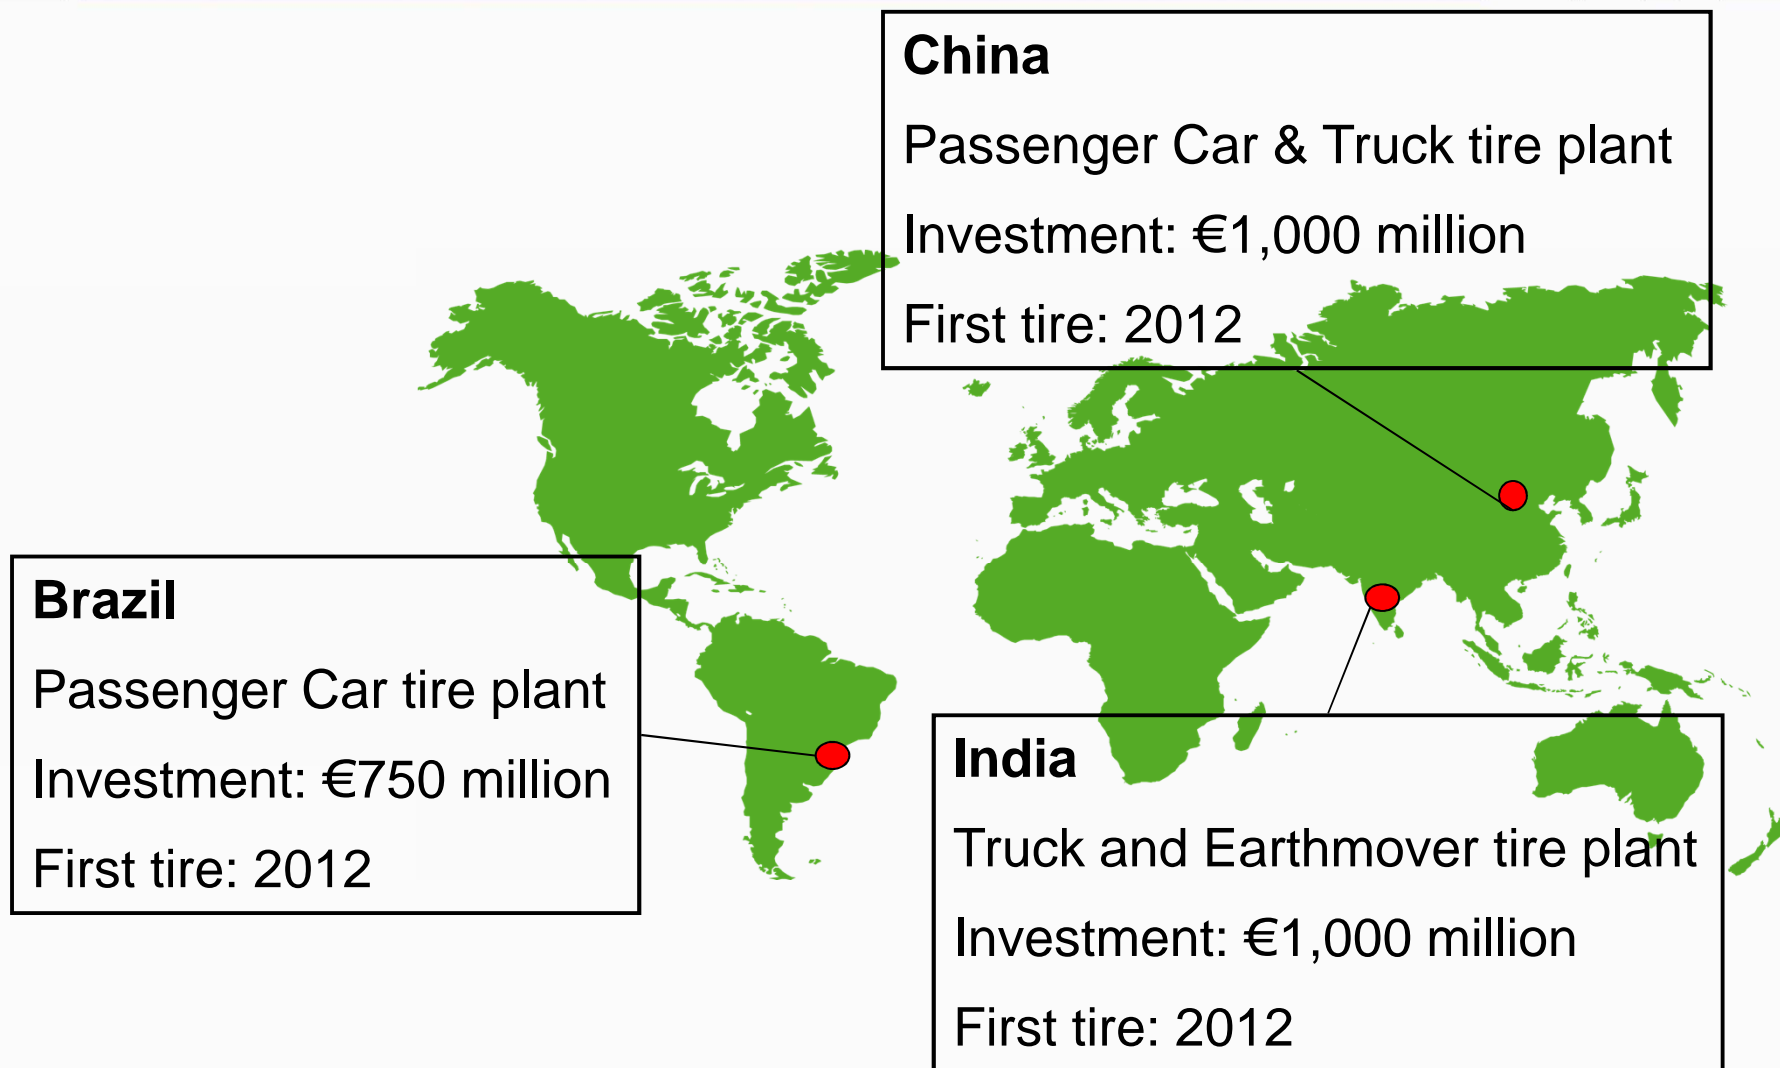 China
Passenger Car & Truck tire plant
Investment: €1,000 million
First tire: 2012
Brazil
Passenger Car tire plant
Investment: €750 million
First tire: 2012
India
Truck and Earthmover tire plant
Investment: €1,000 million
First tire: 2012